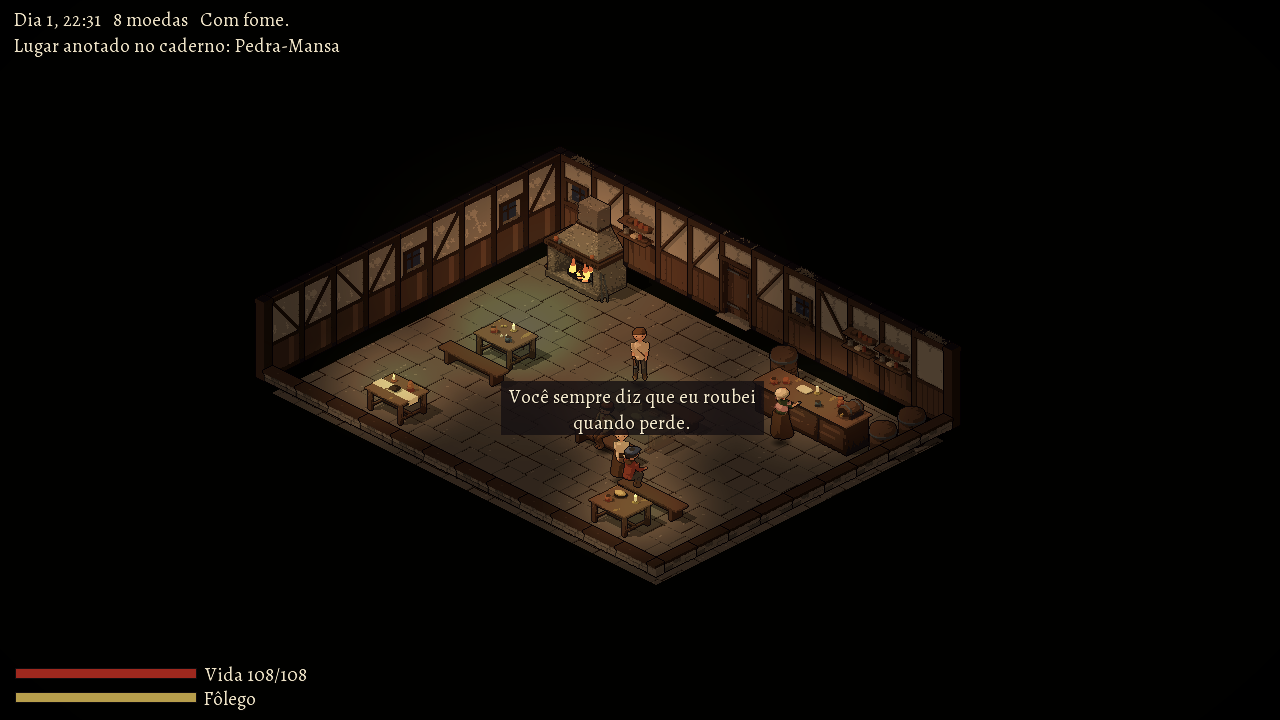 Dia 1, 22:31 8 moedas Com fome.
Lugar anotado no caderno: Pedra-Mansa
Você sempre diz que eu roubei
quando perde.
Vida 108/108
Fôlego